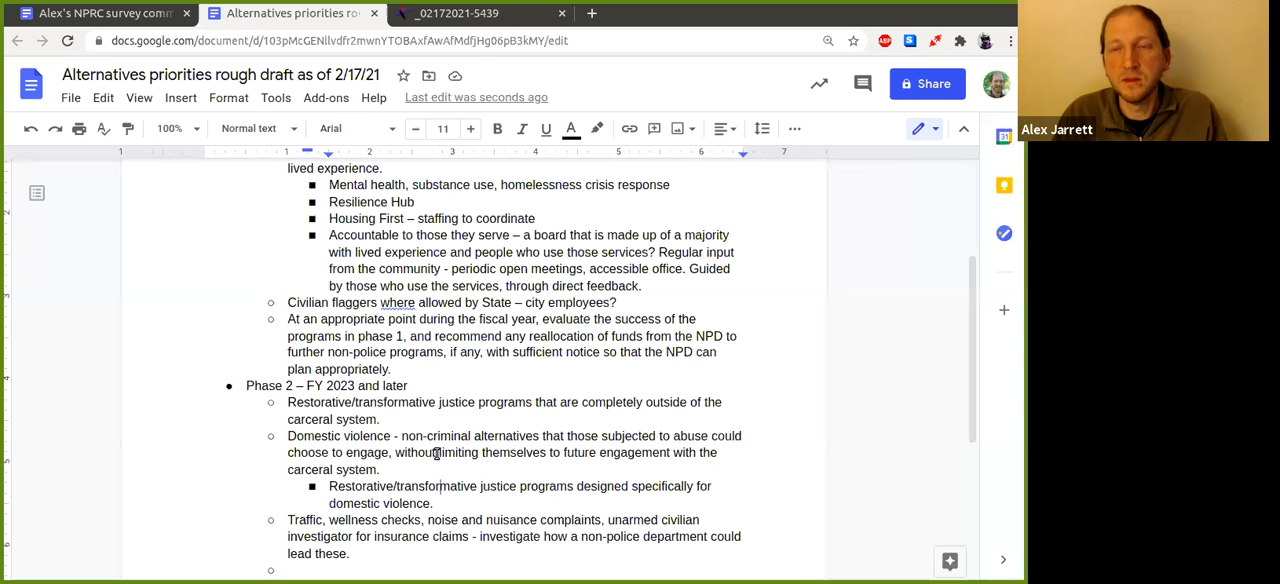 Alex's NPRC survey comm
Alternatives priorities ro
_02172021-5439
docs.google.com/document/d/103pMcGENllvdfr2mwnYTOBAxfAwAfMdfjHg06pB3kMY/edit
ABP
S
Alternatives priorities rough draft as of 2/17/21
Share
File Edit View Insert Format Tools Add-ons Help Last edit was seconds ago
100% Normal text Arial 11 B I U A
Alex Jarrett
31
1 1 2 3 4 5 6 7
lived experience.
■ Mental health, substance use, homelessness crisis response
■ Resilience Hub
■ Housing First – staffing to coordinate
■ Accountable to those they serve – a board that is made up of a majority
with lived experience and people who use those services? Regular input
from the community - periodic open meetings, accessible office. Guided
by those who use the services, through direct feedback.
○ Civilian flaggers where allowed by State – city employees?
○ At an appropriate point during the fiscal year, evaluate the success of the
programs in phase 1, and recommend any reallocation of funds from the NPD to
further non-police programs, if any, with sufficient notice so that the NPD can
plan appropriately.
● Phase 2 – FY 2023 and later
○ Restorative/transformative justice programs that are completely outside of the
carceral system.
○ Domestic violence - non-criminal alternatives that those subjected to abuse could
choose to engage, without limiting themselves to future engagement with the
carceral system.
■ Restorative/transformative justice programs designed specifically for
domestic violence.
○ Traffic, wellness checks, noise and nuisance complaints, unarmed civilian
investigator for insurance claims - investigate how a non-police department could
lead these.
○